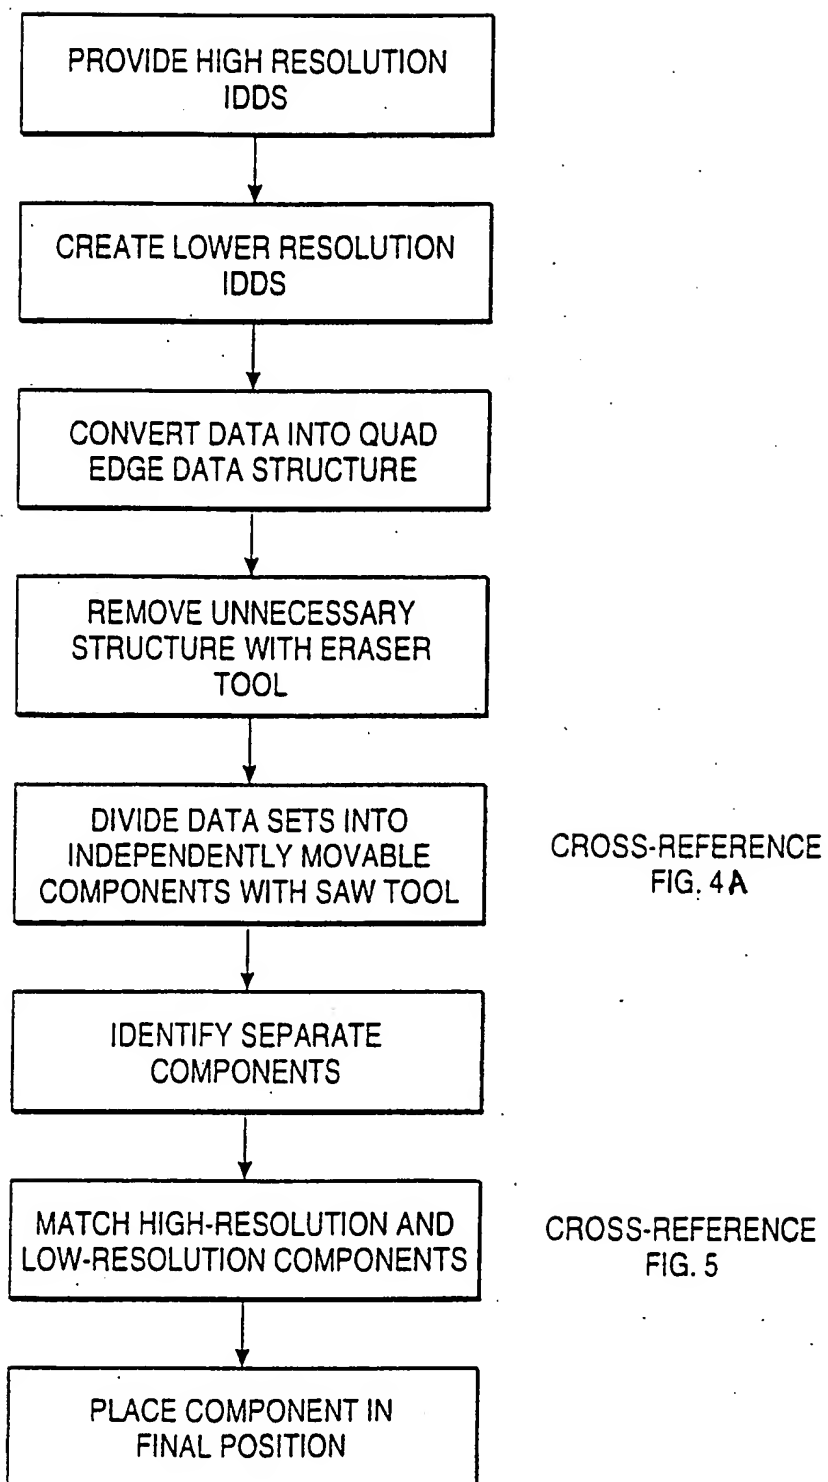 PROVIDE HIGH RESOLUTION
IDDS
CREATE LOWER RESOLUTION
IDDS
CONVERT DATA INTO QUAD
EDGE DATA STRUCTURE
REMOVE UNNECESSARY
STRUCTURE WITH ERASER
TOOL
DIVIDE DATA SETS INTO
INDEPENDENTLY MOVABLE
COMPONENTS WITH SAW TOOL
CROSS-REFERENCE
FIG. 4A
IDENTIFY SEPARATE
COMPONENTS
MATCH HIGH-RESOLUTION AND
LOW-RESOLUTION COMPONENTS
CROSS-REFERENCE
FIG. 5
PLACE COMPONENT IN
FINAL POSITION